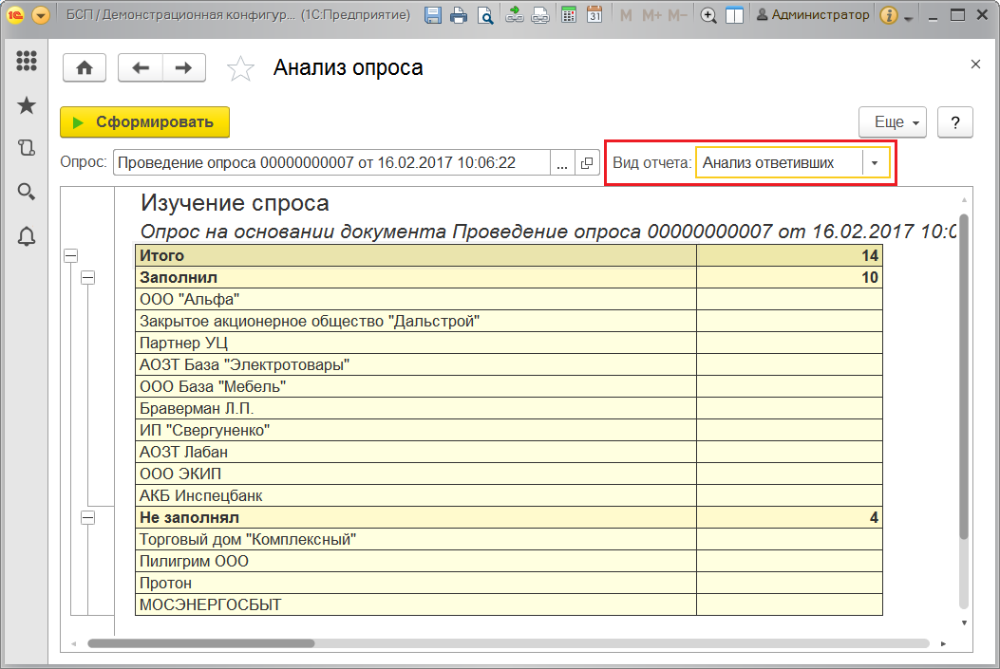 БСП / Демонстрационная конфигур... (1С:Предприятие)
31
M M+ M-
Администратор
Анализ опроса
Сформировать
Еще
?
Опрос: Проведение опроса 00000000007 от 16.02.2017 10:06:22 ...
Вид отчета: Анализ ответивших
Изучение спроса
Опрос на основании документа Проведение опроса 00000000007 от 16.02.2017 10:0
Итого 14
Заполнил 10
ООО "Альфа"
Закрытое акционерное общество "Дальстрой"
Партнер УЦ
АОЗТ База "Электротовары"
ООО База "Мебель"
Браверман Л.П.
ИП "Свергуненко"
АОЗТ Лабан
ООО ЭКИП
АКБ Инспецбанк
Не заполнял 4
Торговый дом "Комплексный"
Пилигрим ООО
Протон
МОСЭНЕРГОСБЫТ